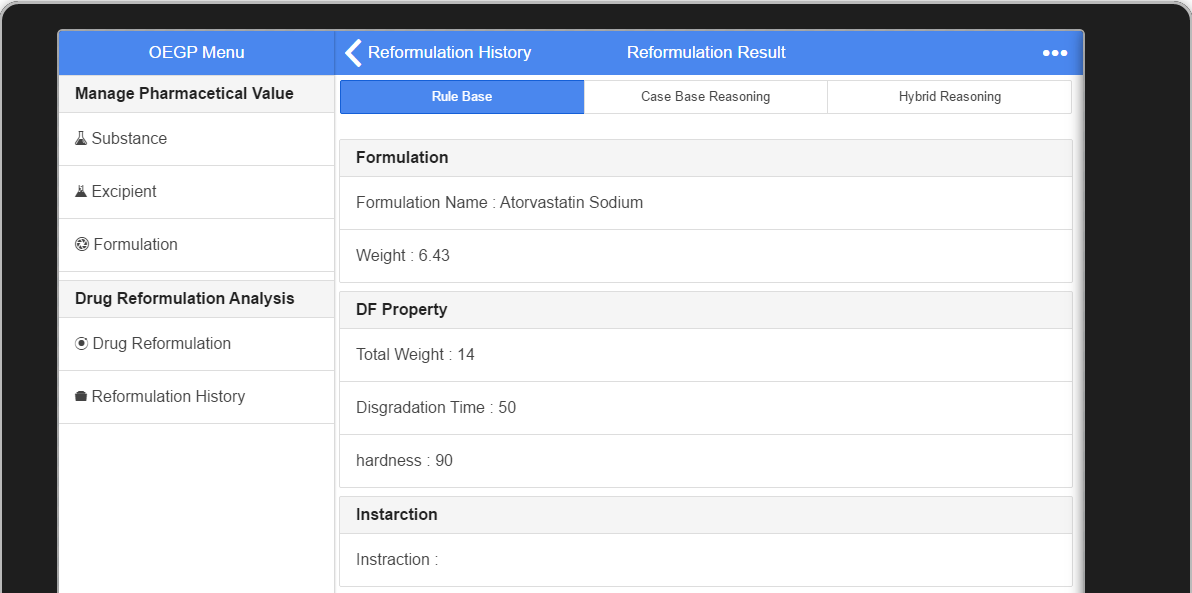 OEGP Menu
Reformulation History
Reformulation Result
Manage Pharmacetical Value
Substance
Excipient
Formulation
Drug Reformulation Analysis
Drug Reformulation
Reformulation History
Rule Base
Case Base Reasoning
Hybrid Reasoning
Formulation
Formulation Name : Atorvastatin Sodium
Weight : 6.43
DF Property
Total Weight : 14
Disgradation Time : 50
hardness : 90
Instarction
Instraction :